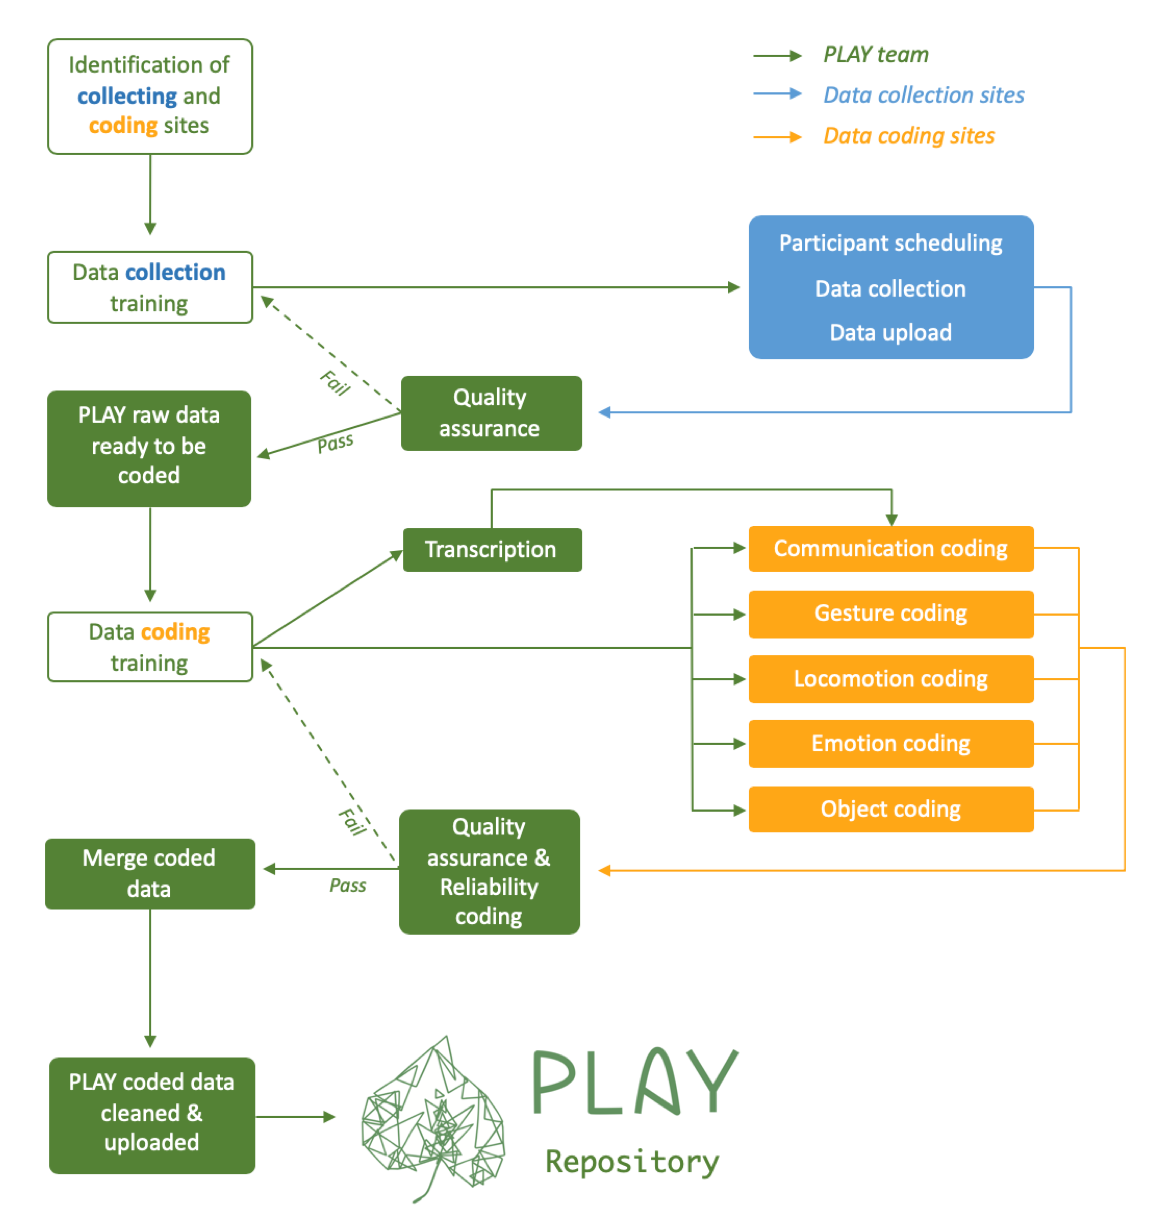 Identification of
collecting and
coding sites
PLAY team
Data collection sites
Data coding sites
Data collection
training
Participant scheduling
Data collection
Data upload
Fail
Quality
assurance
Pass
PLAY raw data
ready to be
coded
Transcription
Communication coding
Gesture coding
Locomotion coding
Emotion coding
Object coding
Data coding
training
Fail
Quality
assurance &
Reliability
coding
Pass
Merge coded
data
PLAY coded data
cleaned &
uploaded
PLAY
Repository